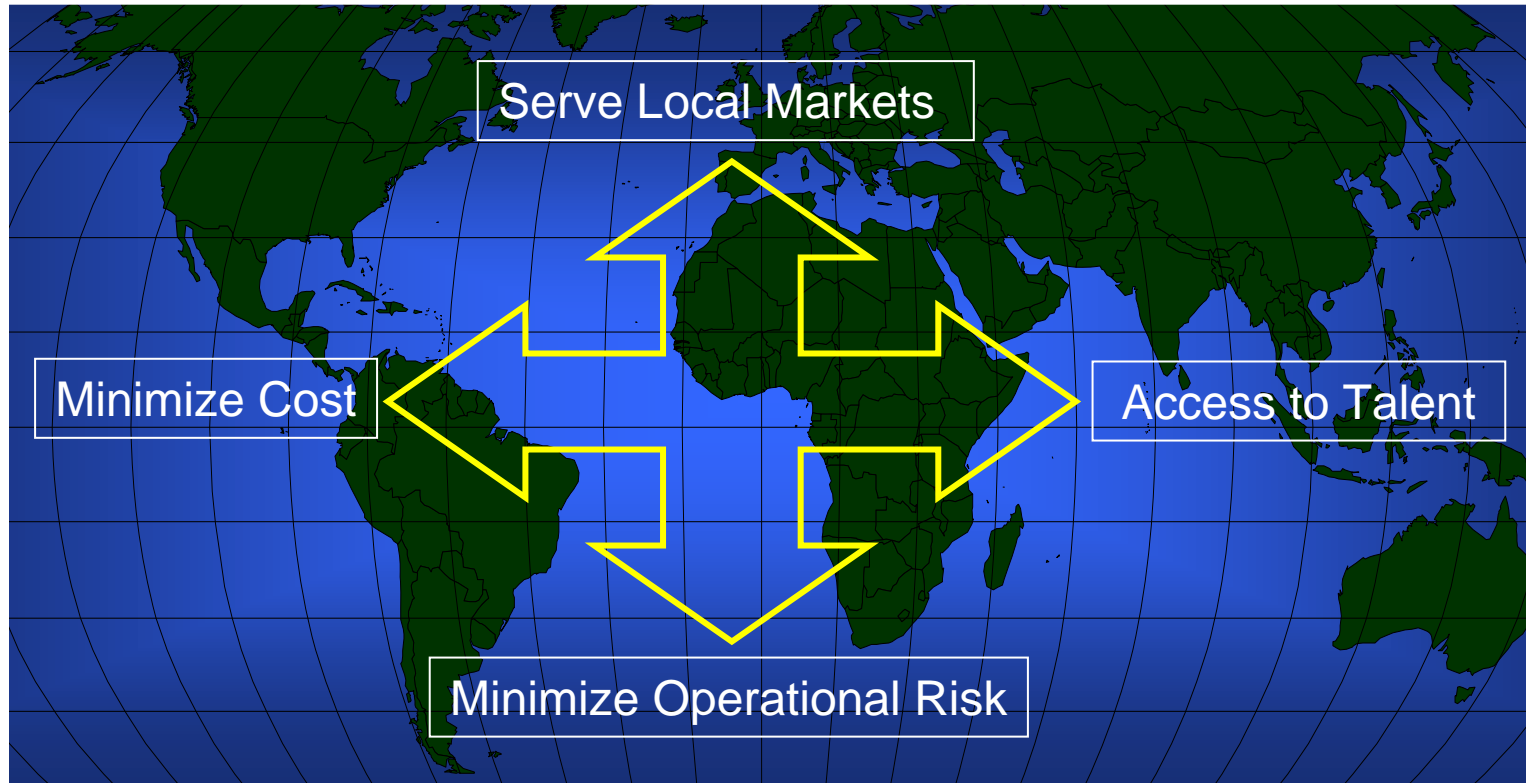 Serve Local Markets
Minimize Cost
Access to Talent
Minimize Operational Risk